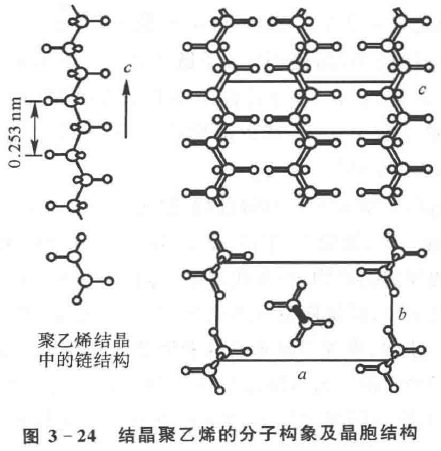 c
c
0.253 nm
b
a
聚乙烯结晶
中的链结构
图 3-24 结晶聚乙烯的分子构象及晶胞结构